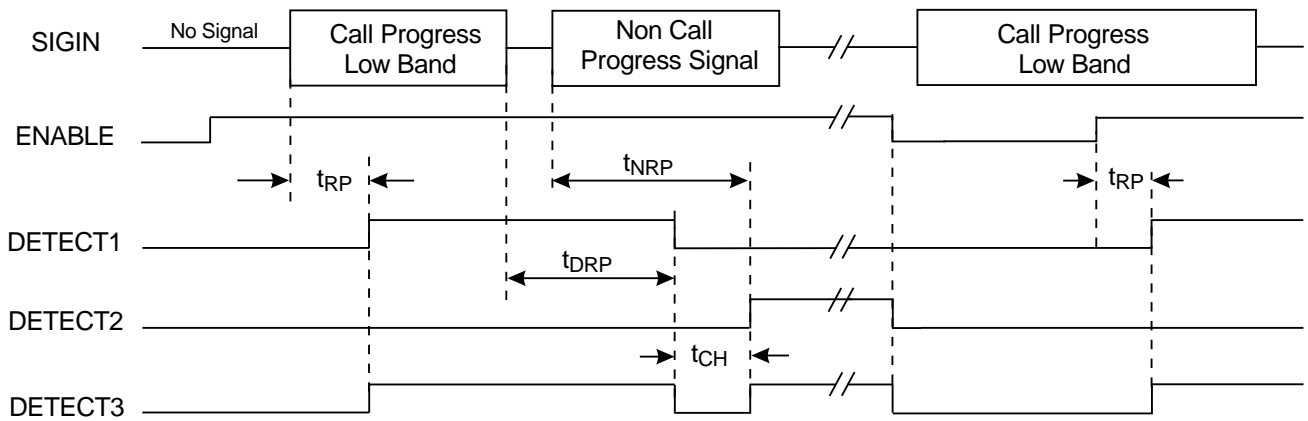 SIGIN
No Signal
Call Progress
Low Band
Non Call
Progress Signal
Call Progress
Low Band
ENABLE
tRP
tNRP
tRP
DETECT1
tDRP
DETECT2
tCH
DETECT3